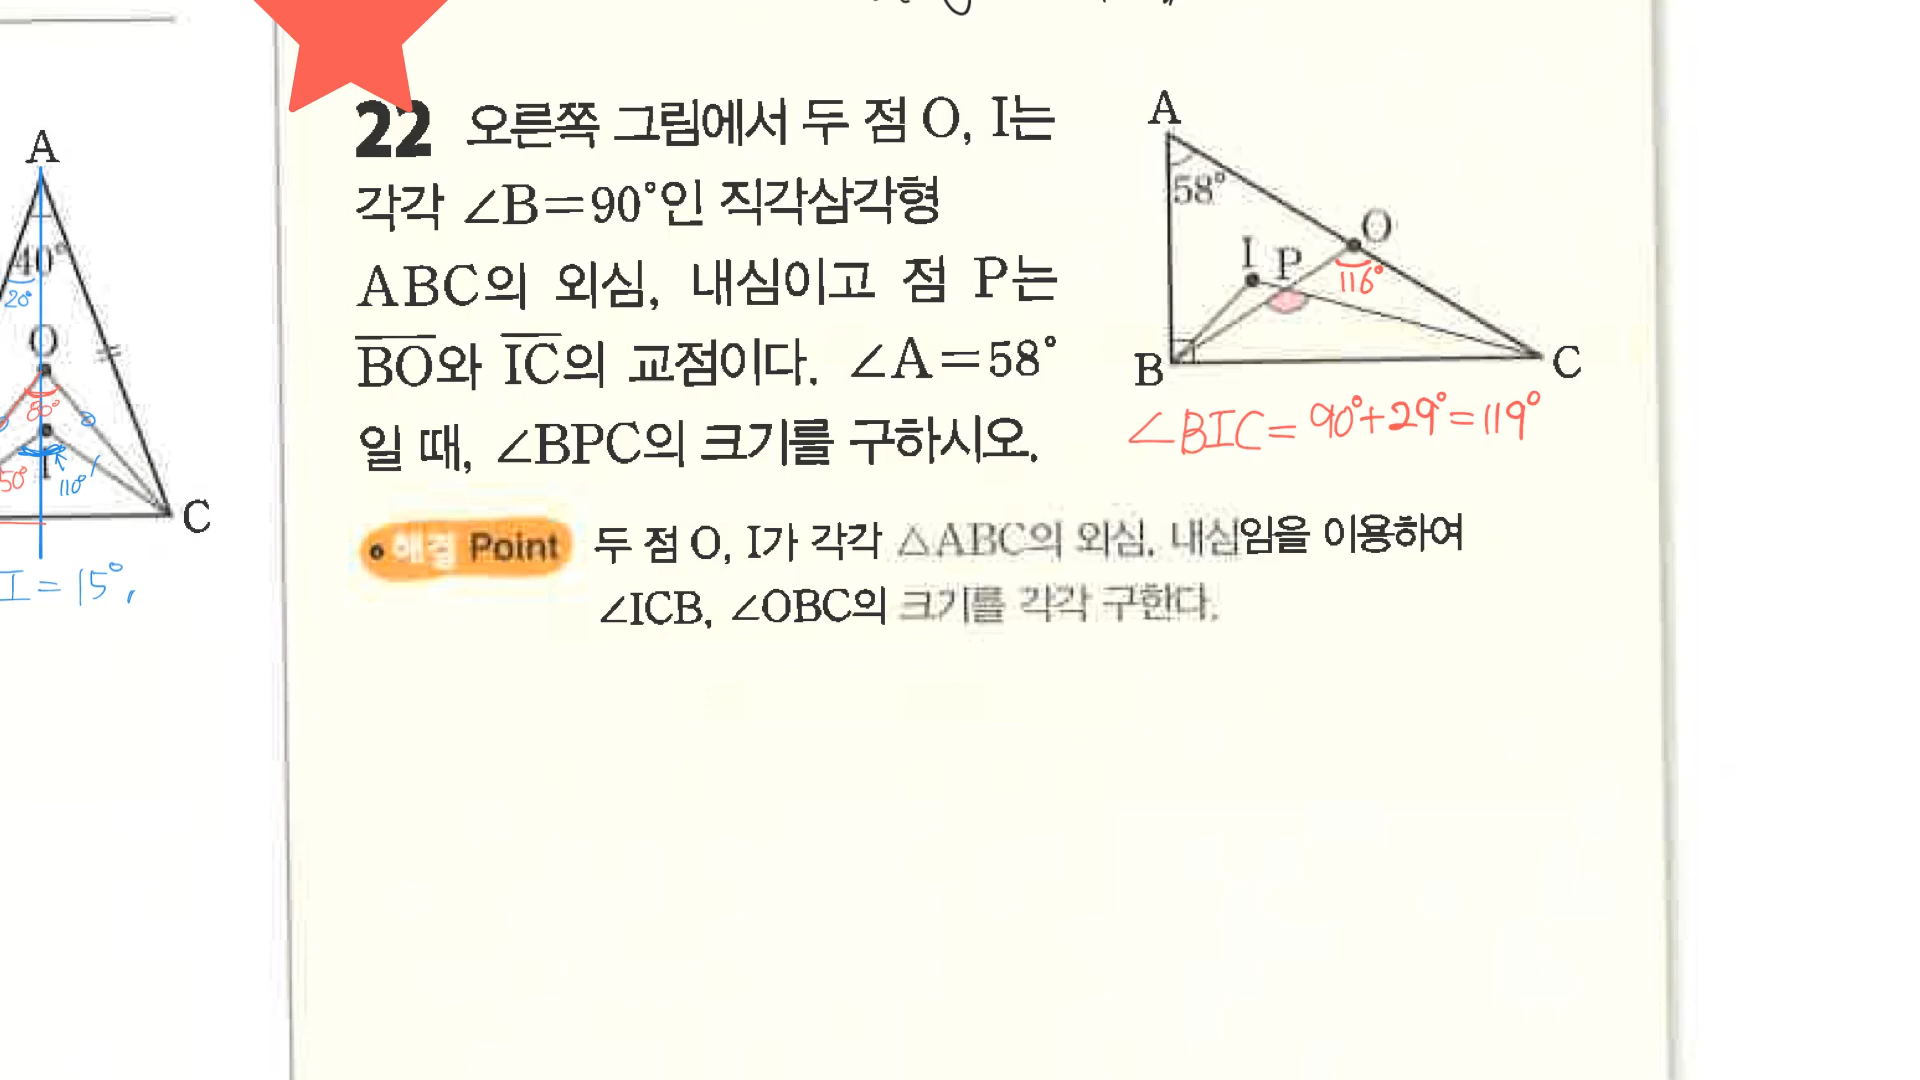 A
40°
20°
O
80°
50°
I
110°
C
I = 15°,
22 오른쪽 그림에서 두 점 O, I는
각각 ∠B=90°인 직각삼각형
ABC의 외심, 내심이고 점 P는
BO와 IC의 교점이다. ∠A=58°
일 때, ∠BPC의 크기를 구하시오.
A
58°
O
I P
116°
B
C
∠BIC = 90°+29°=119°
해결 Point 두 점 O, I가 각각 △ABC의 외심, 내심임을 이용하여
∠ICB, ∠OBC의 크기를 각각 구한다.